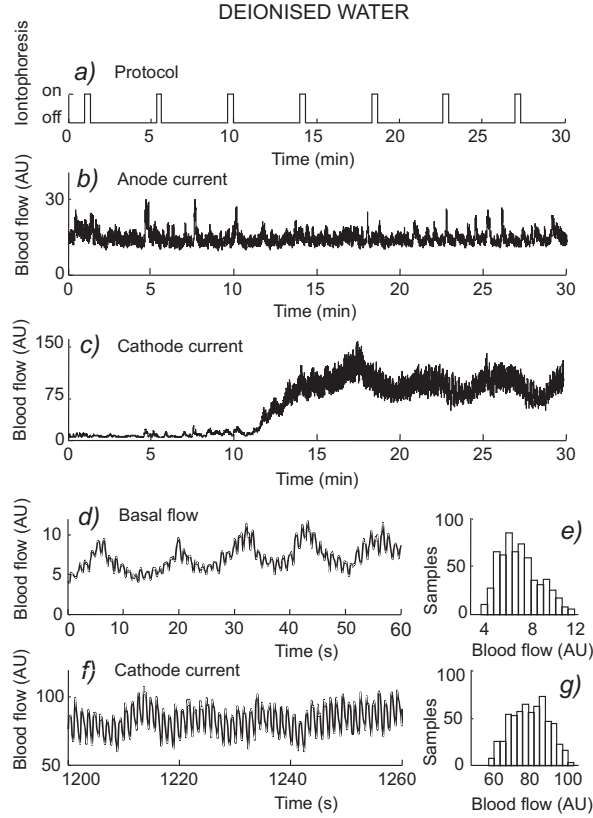 DEIONISED WATER
a) Protocol
Iontophoresis
on
off
0 5 10 15 20 25 30
Time (min)
b) Anode current
Blood flow (AU)
30
0
0 5 10 15 20 25 30
Time (min)
c) Cathode current
Blood flow (AU)
150
75
0
0 5 10 15 20 25 30
Time (min)
d) Basal flow
Blood flow (AU)
10
5
0
0 10 20 30 40 50 60
Time (s)
e)
Samples
100
50
0
4 8 12
Blood flow (AU)
f) Cathode current
Blood flow (AU)
100
50
1200 1220 1240 1260
Time (s)
g)
Samples
100
50
0
60 80 100
Blood flow (AU)